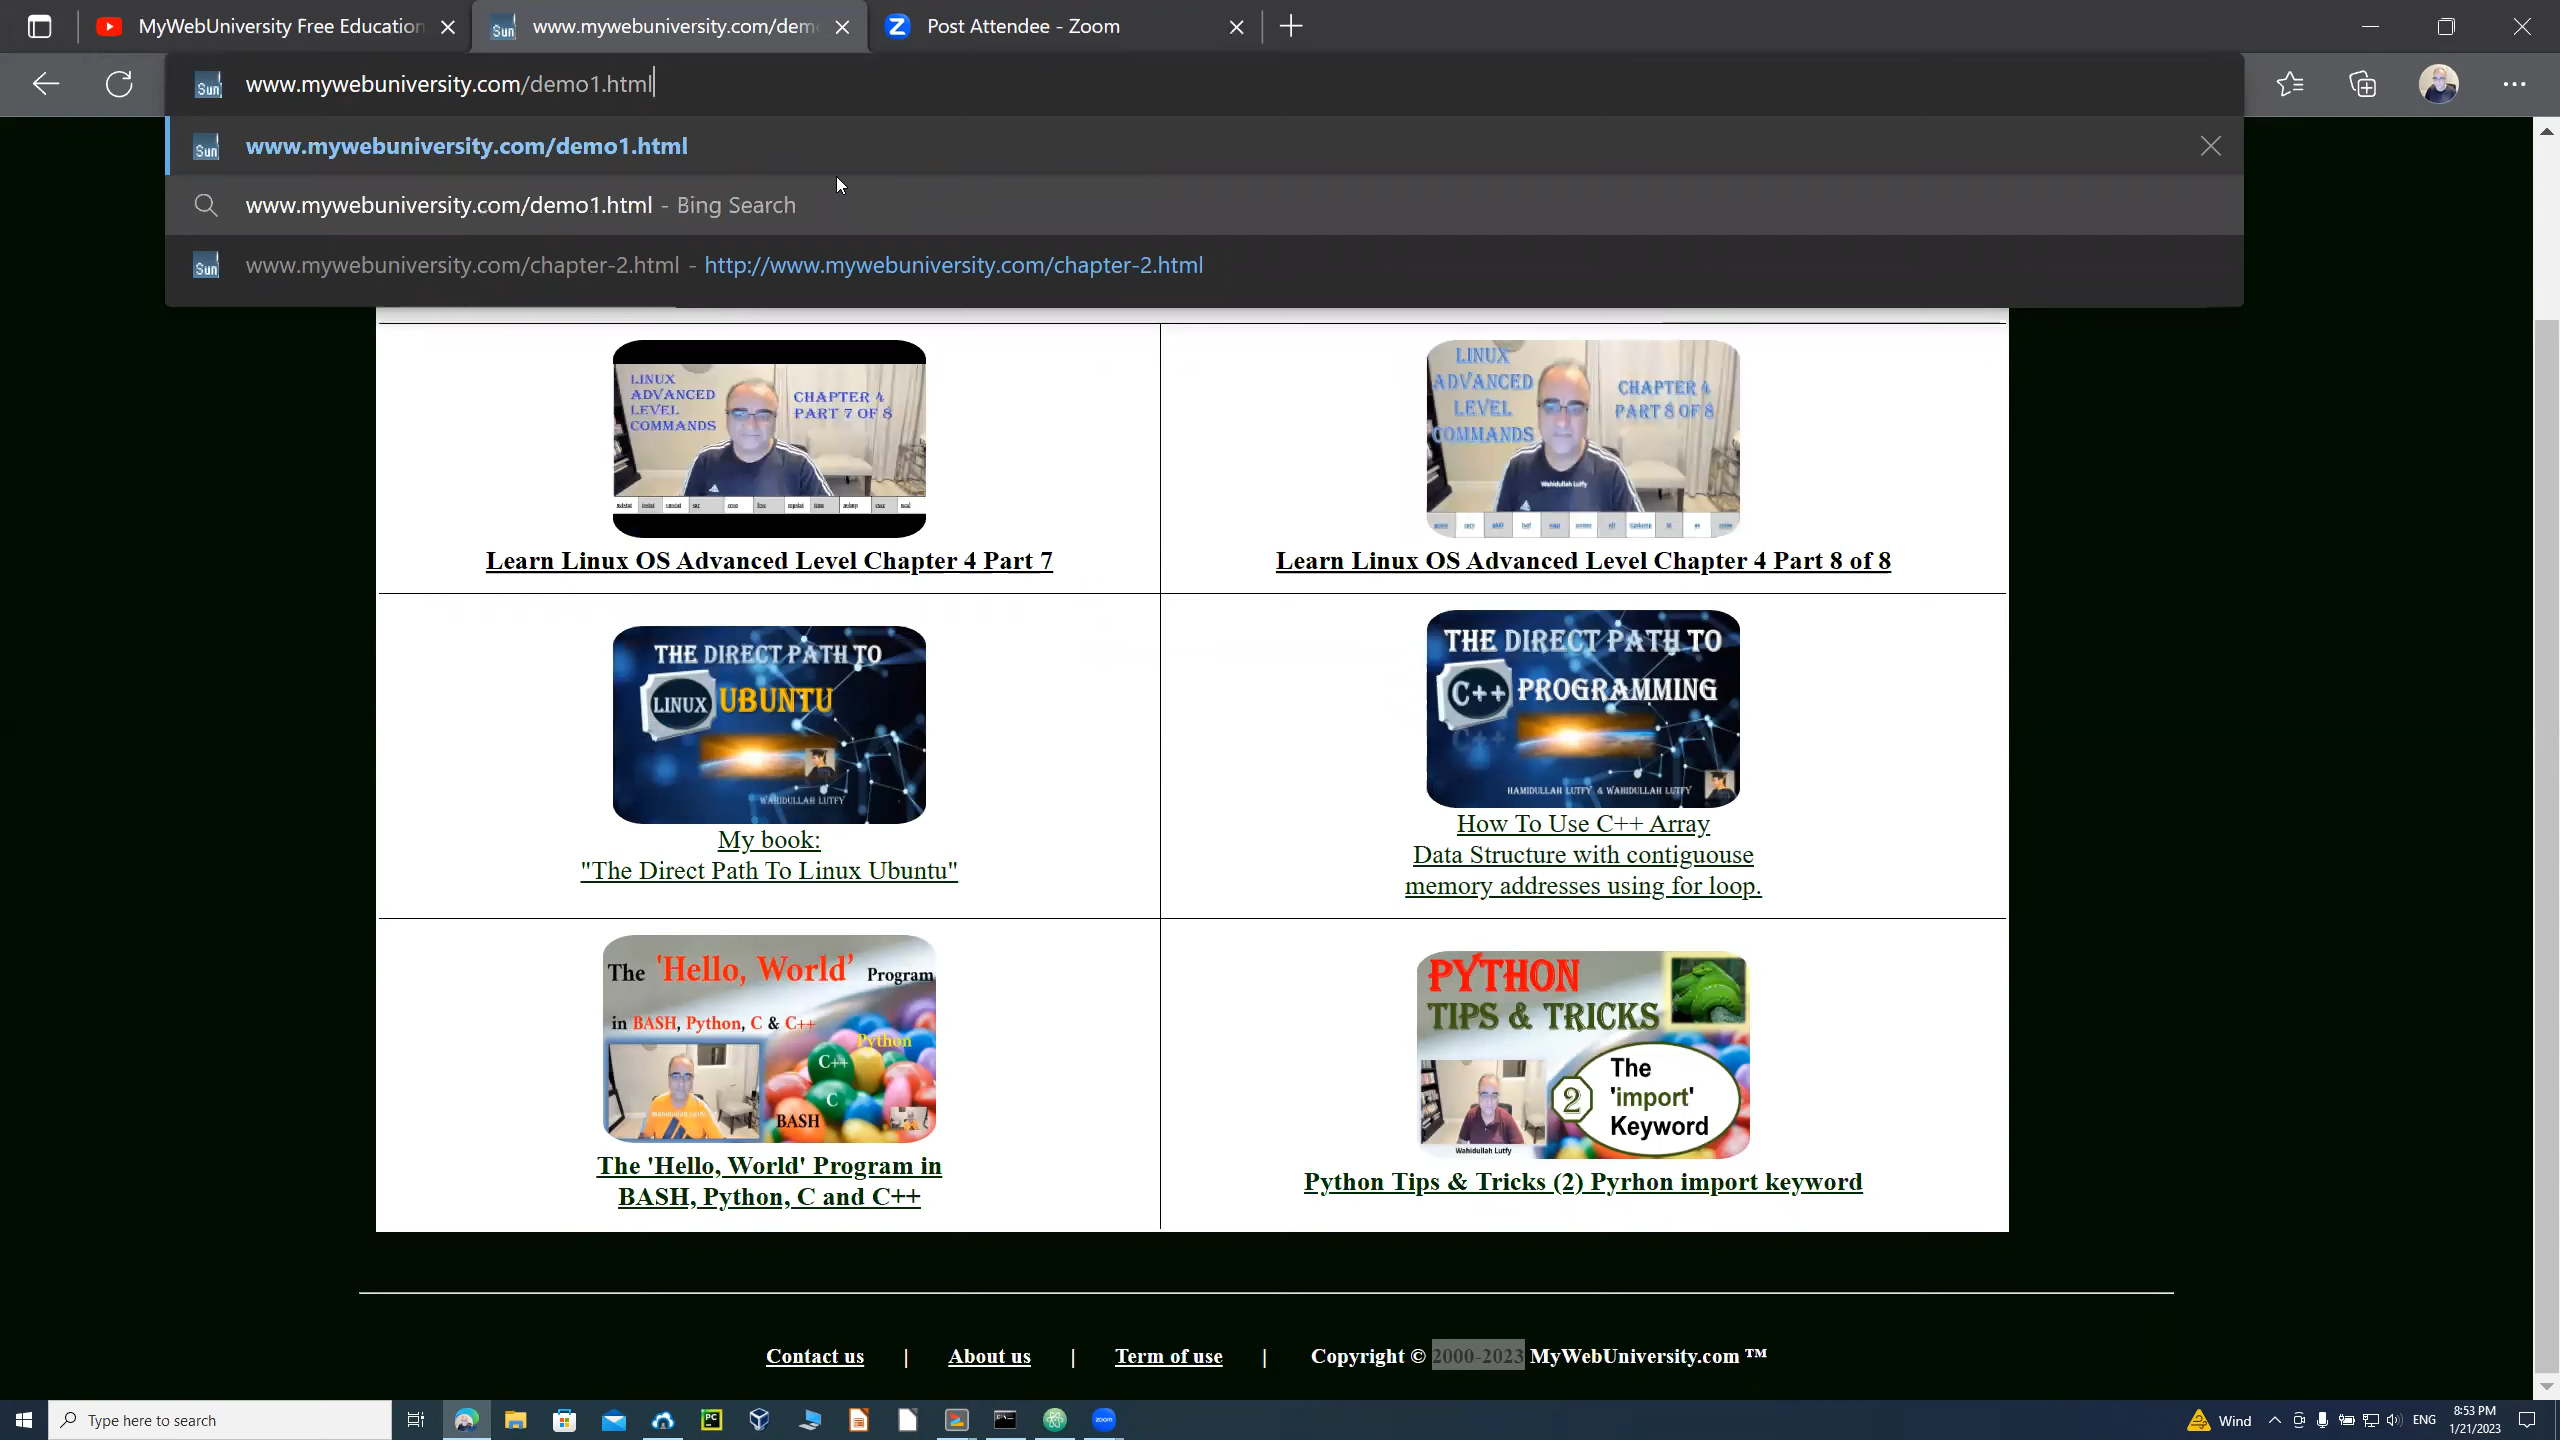 MyWebUniversity Free Education
www.mywebuniversity.com/dem
Post Attendee - Zoom
www.mywebuniversity.com/demo1.html
www.mywebuniversity.com/demo1.html
www.mywebuniversity.com/demo1.html - Bing Search
www.mywebuniversity.com/chapter-2.html - http://www.mywebuniversity.com/chapter-2.html
LINUX
ADVANCED
LEVEL
COMMANDS
CHAPTER 4
PART 7 OF 8
LINUX
ADVANCED
LEVEL
COMMANDS
CHAPTER 4
PART 8 OF 8
Wahidullah Lutfy
Learn Linux OS Advanced Level Chapter 4 Part 7
Learn Linux OS Advanced Level Chapter 4 Part 8 of 8
THE DIRECT PATH TO
LINUX UBUNTU
WAHIDULLAH LUTFY
THE DIRECT PATH TO
C++ PROGRAMMING
HAMIDULLAH LUTFY & WAHIDULLAH LUTFY
My book:
"The Direct Path To Linux Ubuntu"
How To Use C++ Array
Data Structure with contiguouse
memory addresses using for loop.
The 'Hello, World' Program
in BASH, Python, C & C++
Python
C++
C
BASH
Wahidullah Lutfy
PYTHON
TIPS & TRICKS
2
The
'import'
Keyword
Wahidullah Lutfy
The 'Hello, World' Program in
BASH, Python, C and C++
Python Tips & Tricks (2) Pyrhon import keyword
Contact us | About us | Term of use | Copyright © 2000-2023 MyWebUniversity.com ™
Type here to search
Wind
ENG
8:53 PM
1/21/2023